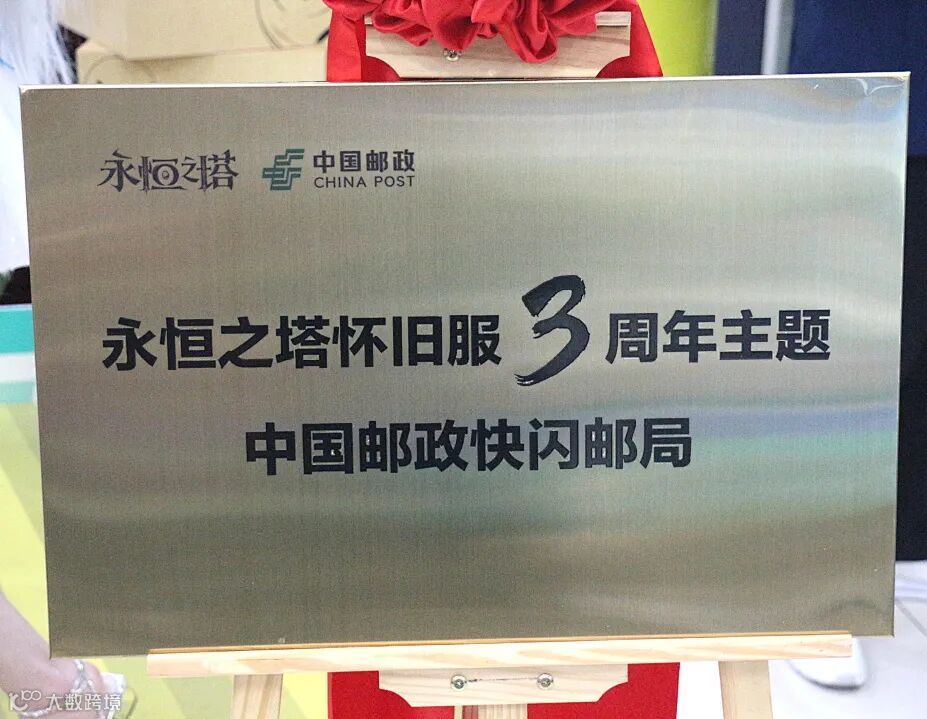 永恒之塔 中国邮政
CHINA POST
永恒之塔怀旧服3周年主题
中国邮政快闪邮局
大数跨境